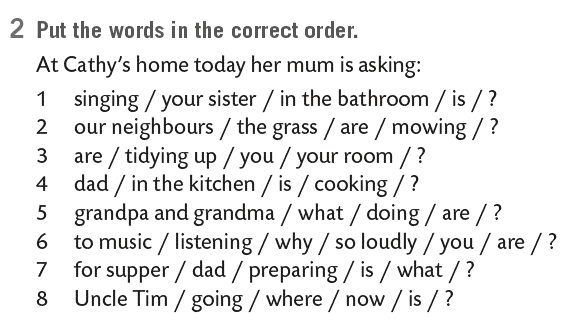 2 Put the words in the correct order.
At Cathy's home today her mum is asking:
1 singing / your sister / in the bathroom / is / ?
2 our neighbours / the grass / are / mowing / ?
3 are / tidying up / you / your room / ?
4 dad / in the kitchen / is / cooking / ?
5 grandpa and grandma / what / doing / are / ?
6 to music / listening / why / so loudly / you / are / ?
7 for supper / dad / preparing / is / what / ?
8 Uncle Tim / going / where / now / is / ?